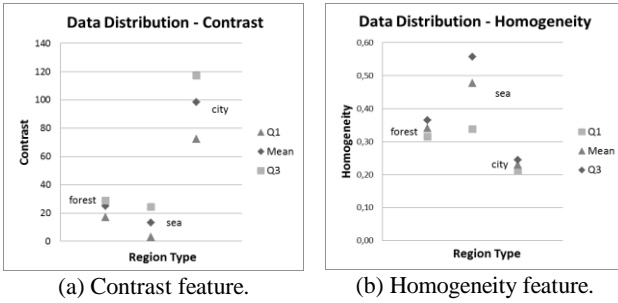 Data Distribution - Contrast
140
120
100
80
60
40
20
0
Contrast
forest
sea
city
Q1
Mean
Q3
Region Type
(a) Contrast feature.
Data Distribution - Homogeneity
0,60
0,50
0,40
0,30
0,20
0,10
0,00
Homogeneity
forest
sea
city
Q1
Mean
Q3
Region Type
(b) Homogeneity feature.